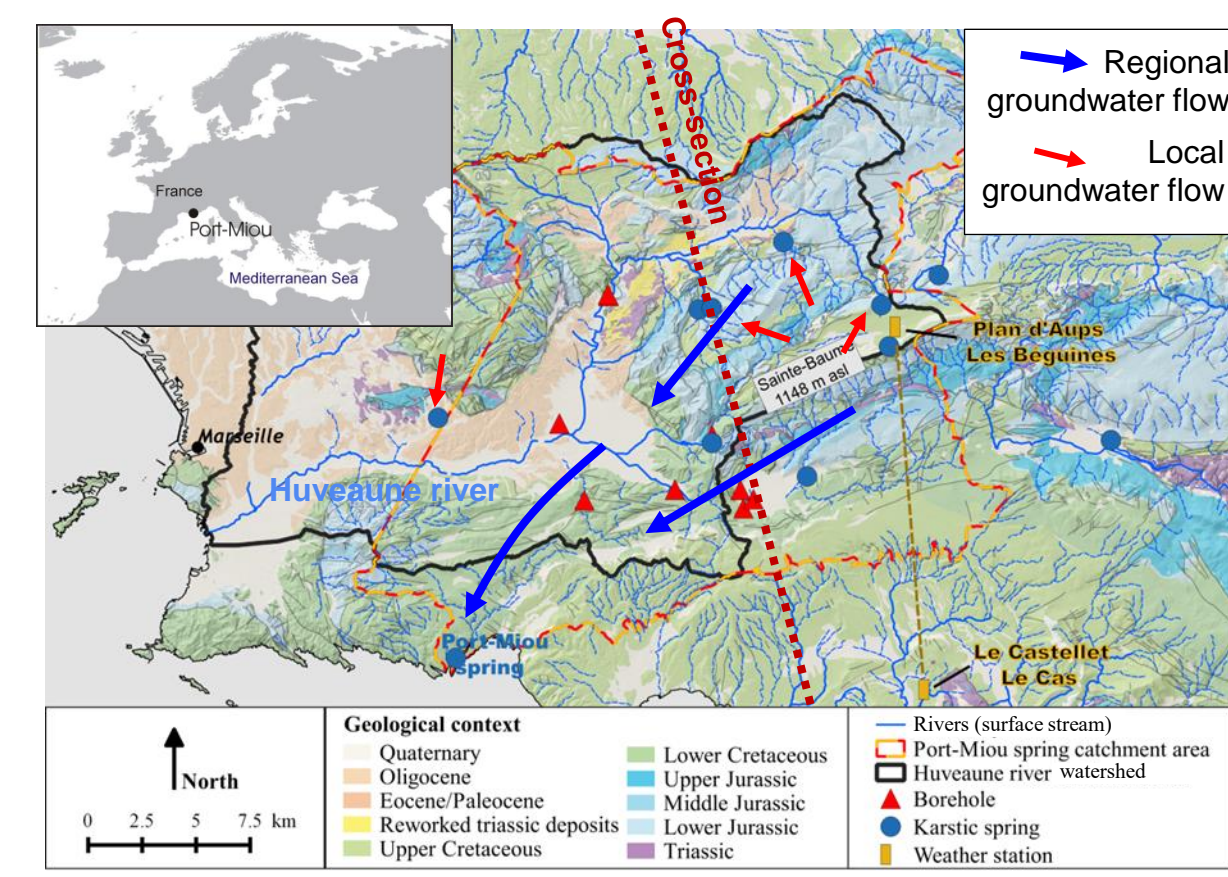 France
Port-Miou
Mediterranean Sea
Cross-section
Regional
groundwater flow
Local
groundwater flow
Plan d'Aups
Les Béguines
Sainte-Baume
1148 m asl
Marseille
Huveaune river
Port-Miou
spring
Le Castellet
Le Cas
North
0 2.5 5 7.5 km
Geological context
Quaternary
Oligocene
Eocene/Paleocene
Reworked triassic deposits
Upper Cretaceous
Lower Cretaceous
Upper Jurassic
Middle Jurassic
Lower Jurassic
Triassic
Rivers (surface stream)
Port-Miou spring catchment area
Huveaune river watershed
Borehole
Karstic spring
Weather station